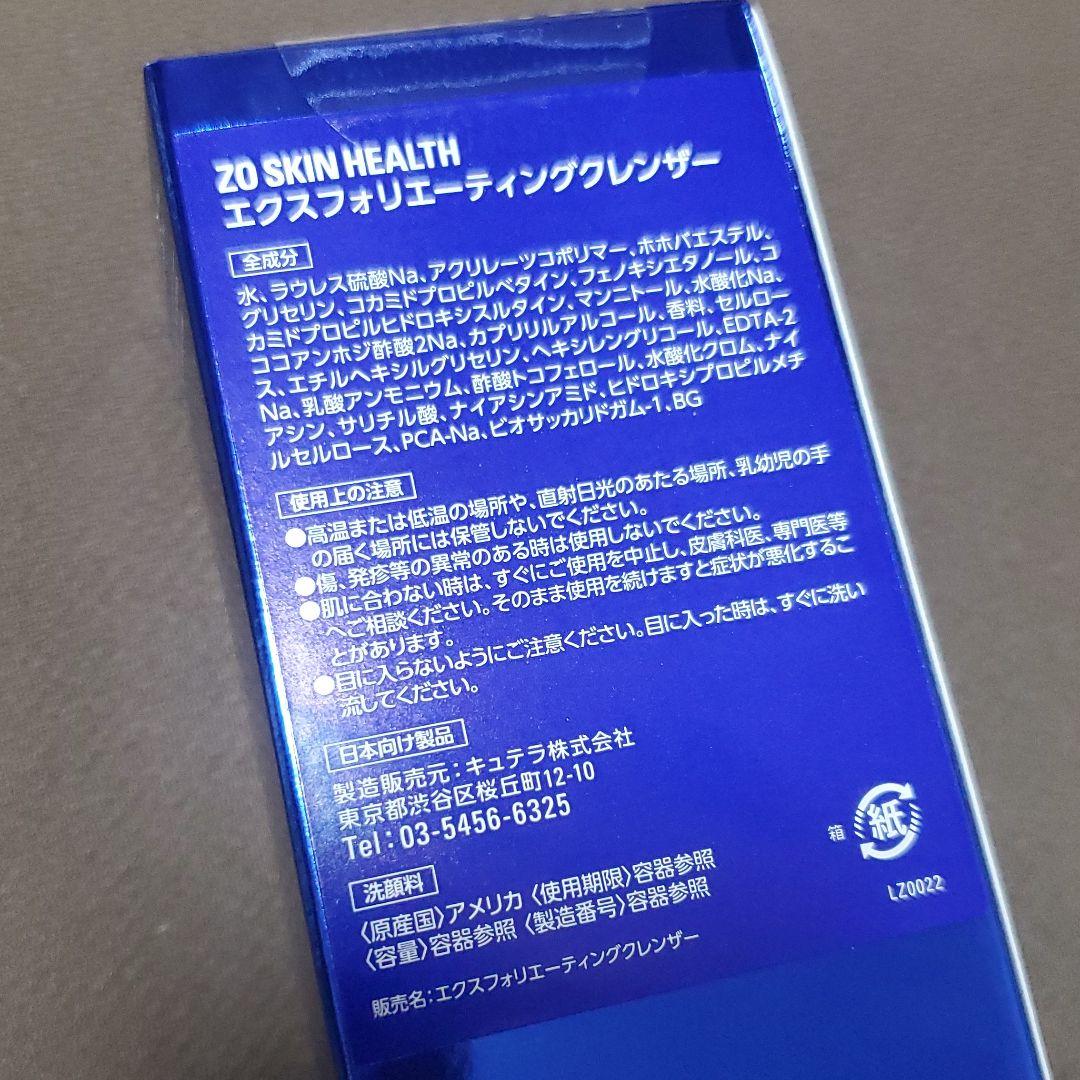 ZO SKIN HEALTH
エクスフォリエーティングクレンザー
全成分
水、ラウレス硫酸Na、アクリレーツコポリマー、ホホバエステル、
グリセリン、コカミドプロピルベタイン、フェノキシエタノール、コ
カミドプロピルヒドロキシスルタイン、マンニトール、水酸化Na、
ココアンホジ酢酸2Na、カプリリルアルコール、香料、セルロー
ス、エチルヘキシルグリセリン、ヘキシレングリコール、EDTA-2
Na、乳酸アンモニウム、酢酸トコフェロール、水酸化クロム、ナイ
アシン、サリチル酸、ナイアシンアミド、ヒドロキシプロピルメチ
ルセルロース、PCA-Na、ビオサッカリドガム-1、BG
使用上の注意
●高温または低温の場所や、直射日光のあたる場所、乳幼児の手
の届く場所には保管しないでください。
●傷、発疹等の異常のある時は使用しないでください。
●肌に合わない時は、すぐにご使用を中止し、皮膚科医、専門医等
へご相談ください。そのまま使用を続けますと症状が悪化するこ
とがあります。
●目に入らないようにご注意ください。目に入った時は、すぐに洗い
流してください。
日本向け製品
製造販売元：キュテラ株式会社
東京都渋谷区桜丘町12-10
Tel：03-5456-6325
箱 紙
洗顔料
LZ0022
〈原産国〉アメリカ 〈使用期限〉容器参照
〈容量〉容器参照 〈製造番号〉容器参照
販売名：エクスフォリエーティングクレンザー